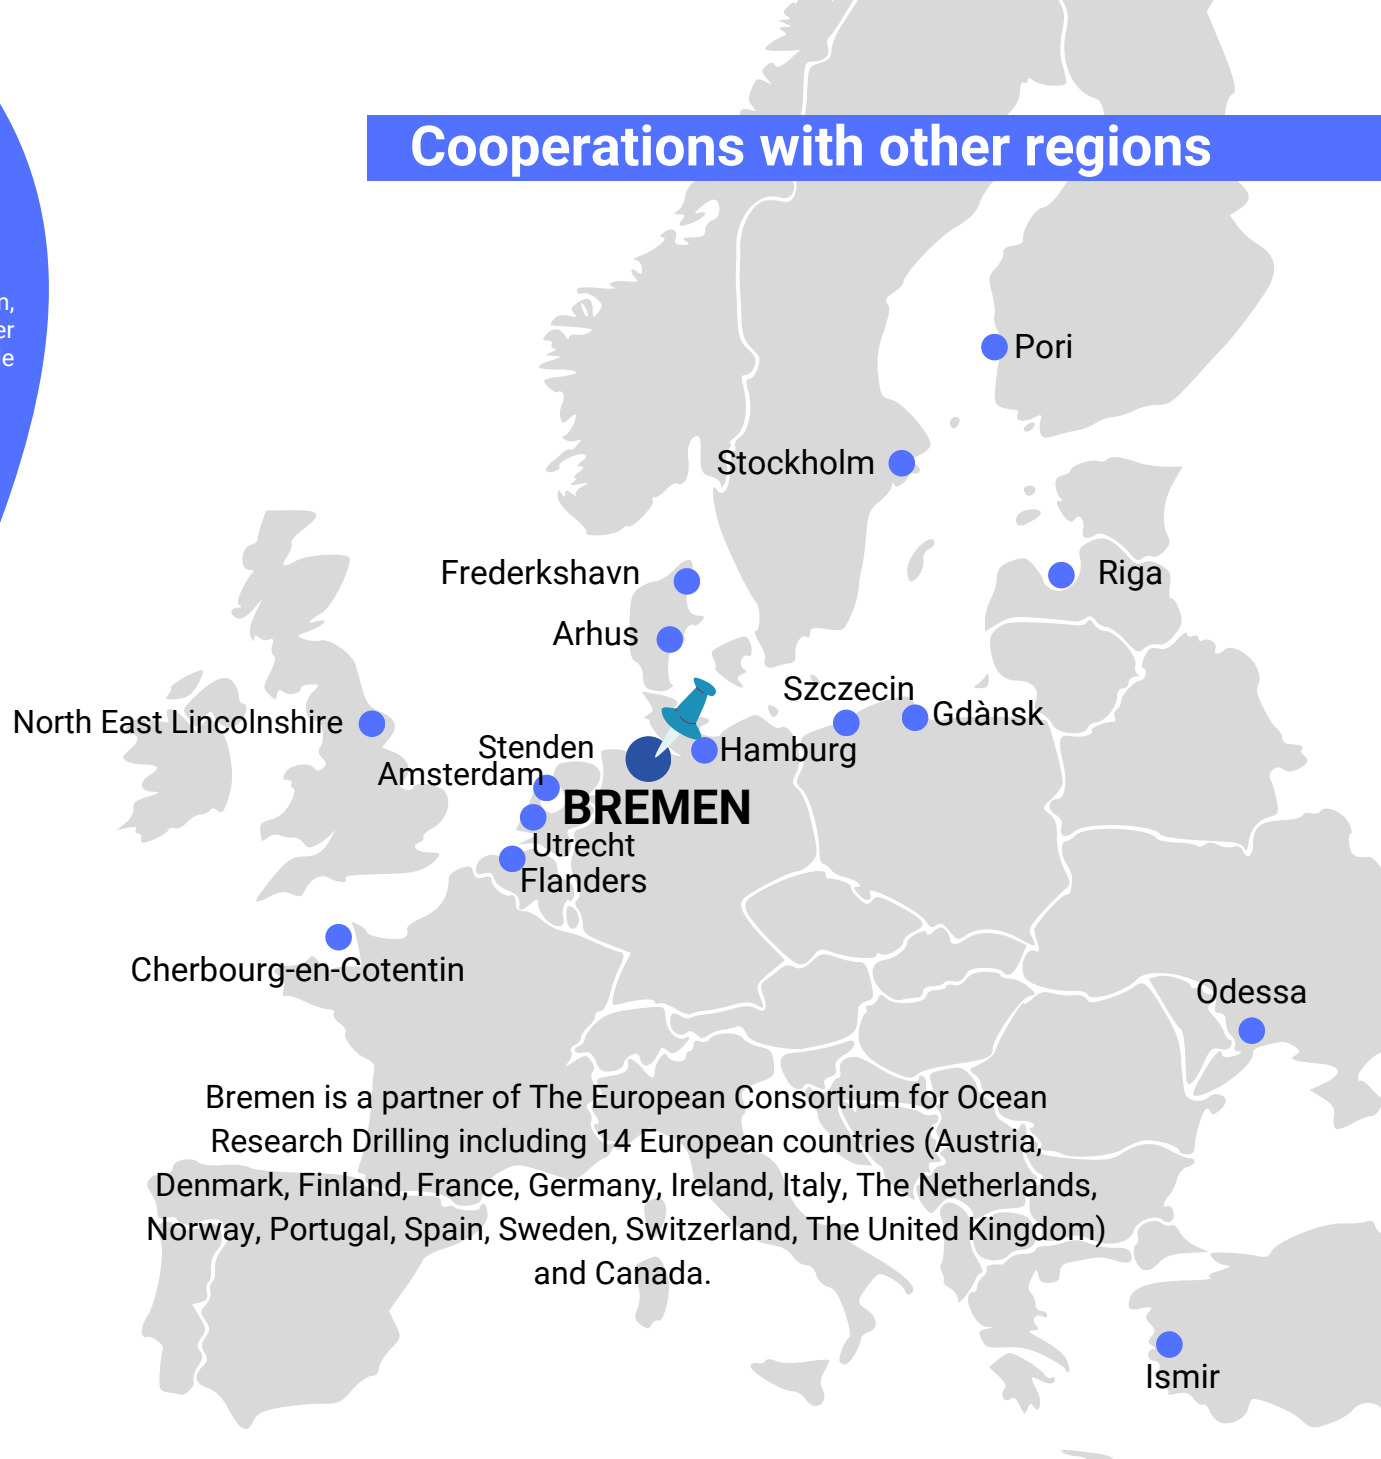 Cooperations with other regions
n,
er
e
Pori
Stockholm
Frederkshavn
Riga
Arhus
Szczecin
Gdànsk
North East Lincolnshire
Stenden
Hamburg
Amsterdam
BREMEN
Utrecht
Flanders
Cherbourg-en-Cotentin
Odessa
Bremen is a partner of The European Consortium for Ocean
Research Drilling including 14 European countries (Austria,
Denmark, Finland, France, Germany, Ireland, Italy, The Netherlands,
Norway, Portugal, Spain, Sweden, Switzerland, The United Kingdom)
and Canada.
Ismir